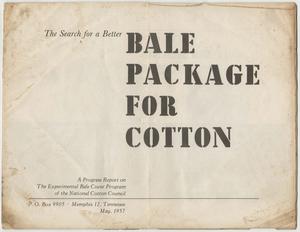 The Search for a Better
BALE
PACKAGE
FOR
COTTON
A Progress Report on
The Experimental Bale Cover Program
of the National Cotton Council
P. O. Box 9905 · Memphis 12, Tennessee
May, 1957